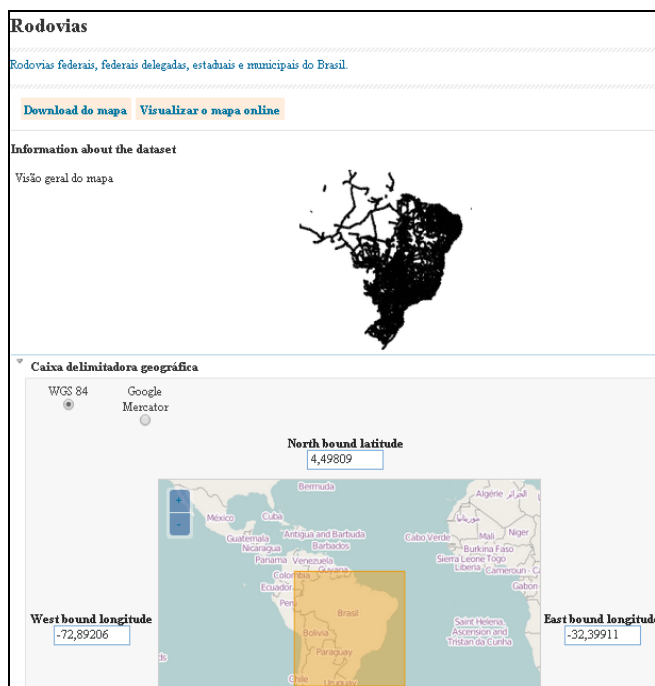 Rodovias
Rodovias federais, federais delegadas, estaduais e municipais do Brasil.
Download do mapa Visualizar o mapa online
Information about the dataset
Visão geral do mapa
Caixa delimitadora geográfica
WGS 84
Google
Mercator
North bound latitude
4,49809
+
-
Bermuda
México
Cuba
Guatemala
Nicaragua
Antigua and Barbuda
Barbados
Panama
Venezuela
Guyana
Colombia
Ecuador
Perú
Brasil
Bolivia
Paraguay
Chile
Uruguay
Algérie الجزائر
موريتانيا
Cabo Verde
Mali
Niger
Burkina Faso
Sierra Leone
Togo
Liberia
Cameroun - C
Gabon
Saint Helena,
Ascension and
Tristan da Cunha
ds
West bound longitude
-72,89206
East bound longitude
-32,39911